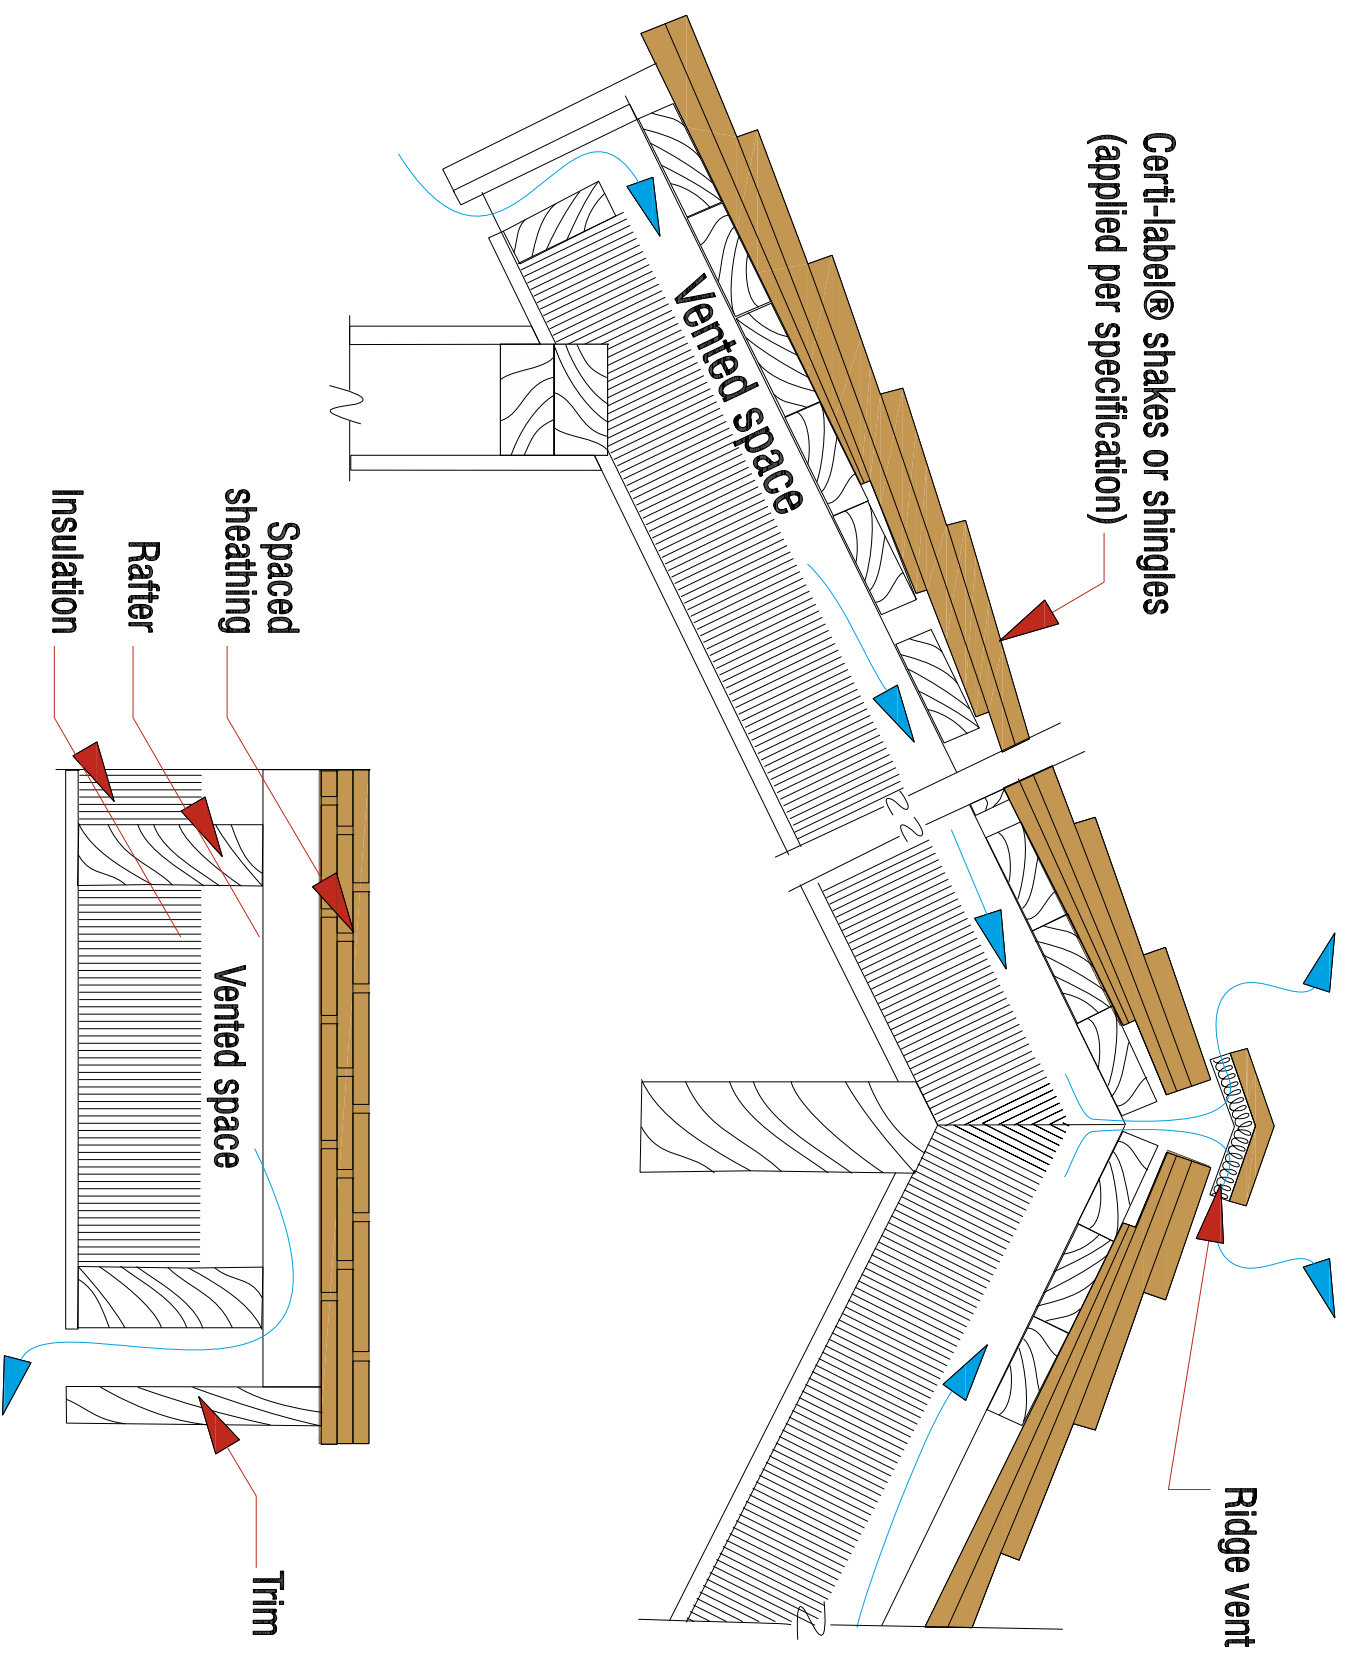 Certi-label® shakes or shingles
(applied per specification)
Ridge vent
Vented space
Spaced
sheathing
Rafter
Insulation
Vented space
Trim